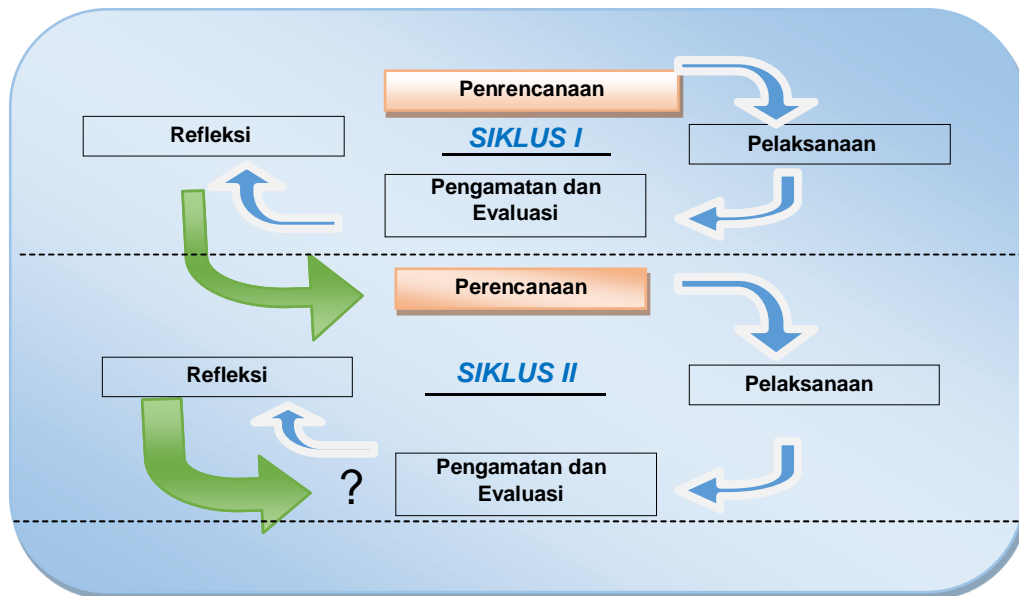 Penrencanaan
Refleksi
SIKLUS I
Pelaksanaan
Pengamatan dan
Evaluasi
Perencanaan
Refleksi
SIKLUS II
Pelaksanaan
Pengamatan dan
Evaluasi
?